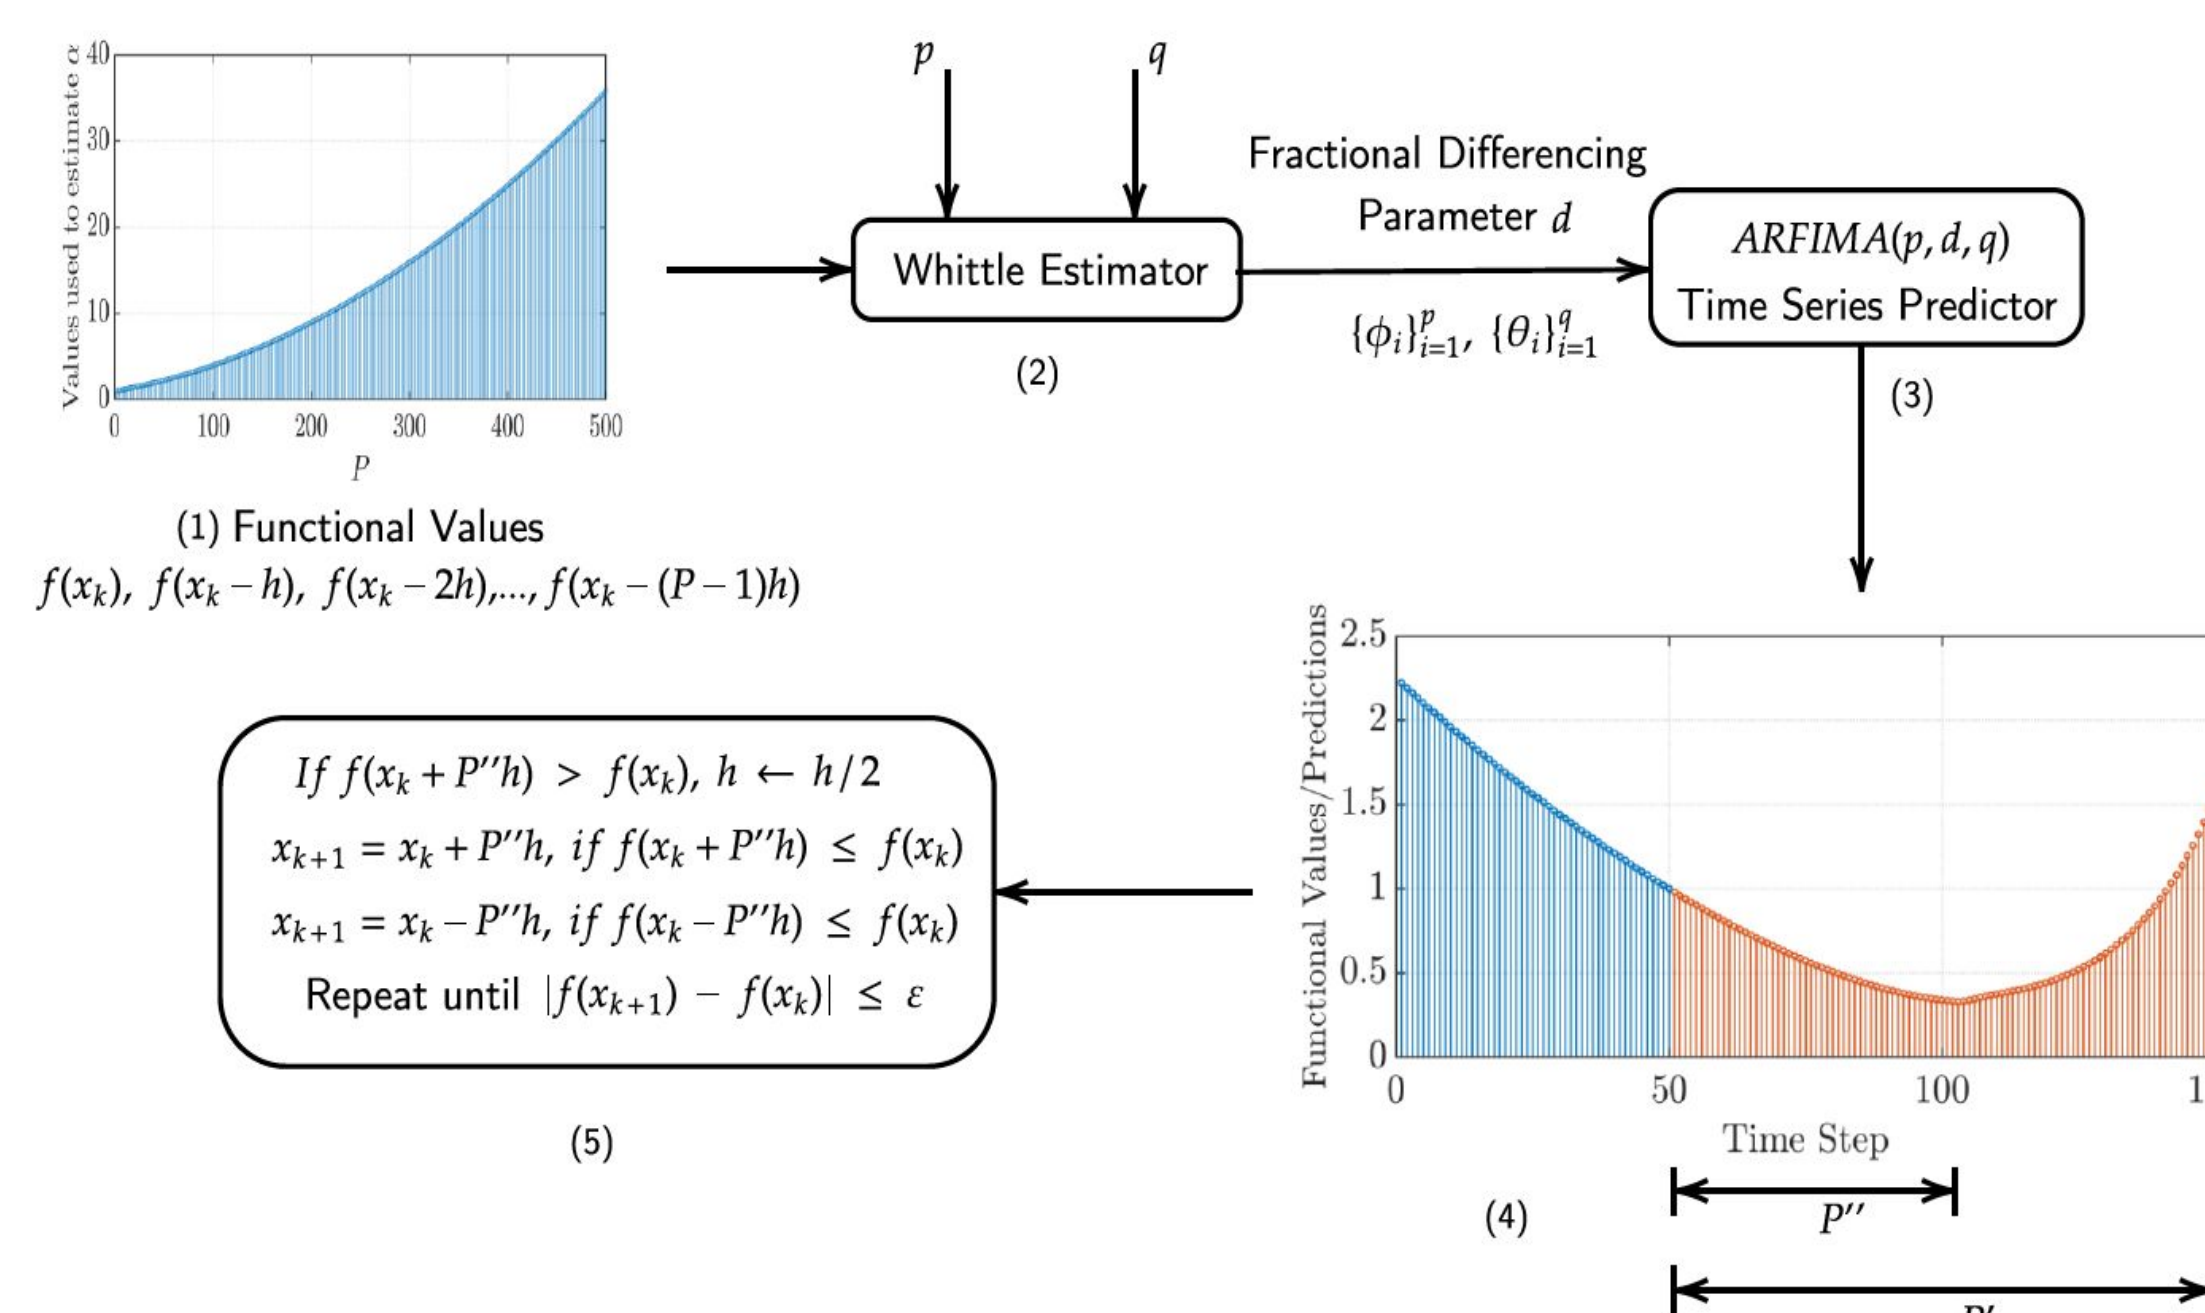 Values used to estimate α
40
30
20
10
0
0 100 200 300 400 500
P
(1) Functional Values
f(x_k), f(x_k − h), f(x_k − 2h),..., f(x_k − (P − 1)h)
p
q
Whittle Estimator
(2)
Fractional Differencing
Parameter d
{ϕ_i}_{i=1}^p, {θ_i}_{i=1}^q
ARFIMA(p, d, q)
Time Series Predictor
(3)
Functional Values/Predictions
2.5
2
1.5
1
0.5
0
0 50 100
Time Step
(4)
P′′
If f(x_k + P′′h) > f(x_k), h ← h/2
x_{k+1} = x_k + P′′h, if f(x_k + P′′h) ≤ f(x_k)
x_{k+1} = x_k − P′′h, if f(x_k − P′′h) ≤ f(x_k)
Repeat until |f(x_{k+1}) − f(x_k)| ≤ ε
(5)